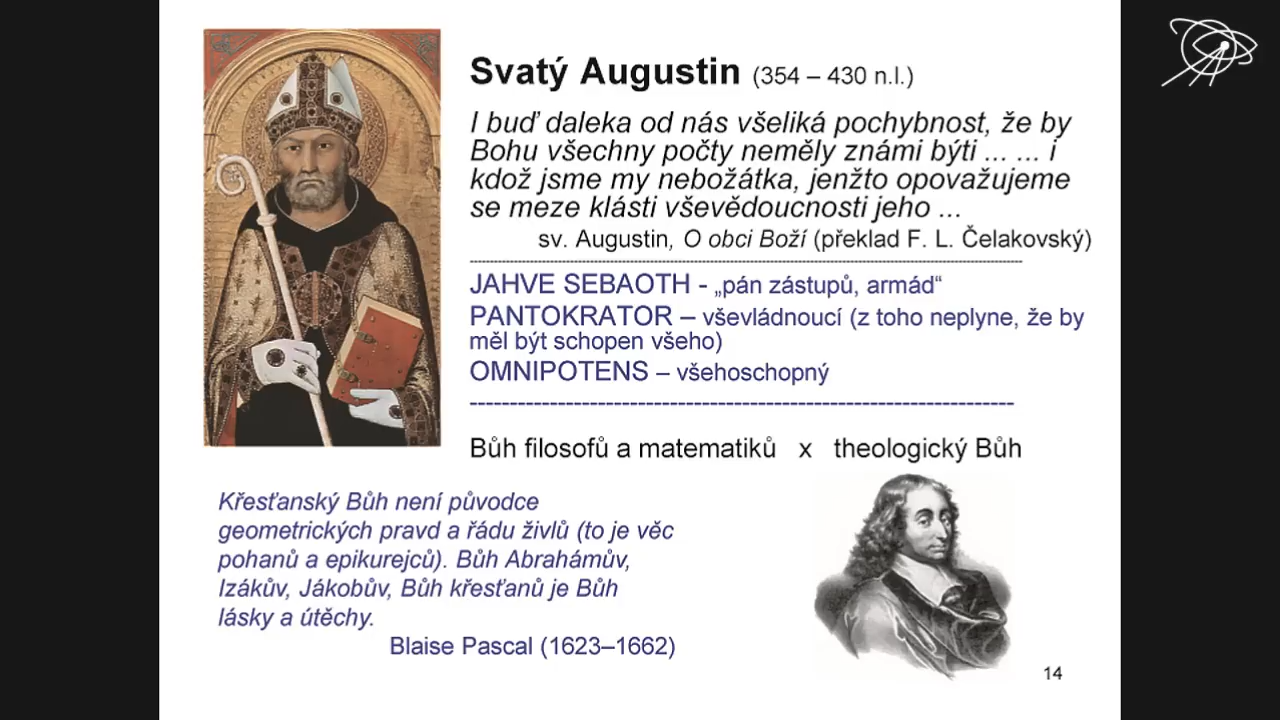 Svatý Augustin (354 – 430 n.l.)
I buď daleka od nás všeliká pochybnost, že by
Bohu všechny počty neměly známi býti ... ... i
kdož jsme my nebožátka, jenžto opovažujeme
se meze klásti vševědoucnosti jeho ...
sv. Augustin, O obci Boží (překlad F. L. Čelakovský)
JAHVE SEBAOTH - „pán zástupů, armád“
PANTOKRATOR – vševládnoucí (z toho neplyne, že by
měl být schopen všeho)
OMNIPOTENS – všehoschopný
Bůh filosofů a matematiků x theologický Bůh
Křesťanský Bůh není původce
geometrických pravd a řádu živlů (to je věc
pohanů a epikurejců). Bůh Abrahámův,
Izákův, Jákobův, Bůh křesťanů je Bůh
lásky a útěchy.
Blaise Pascal (1623–1662)
14